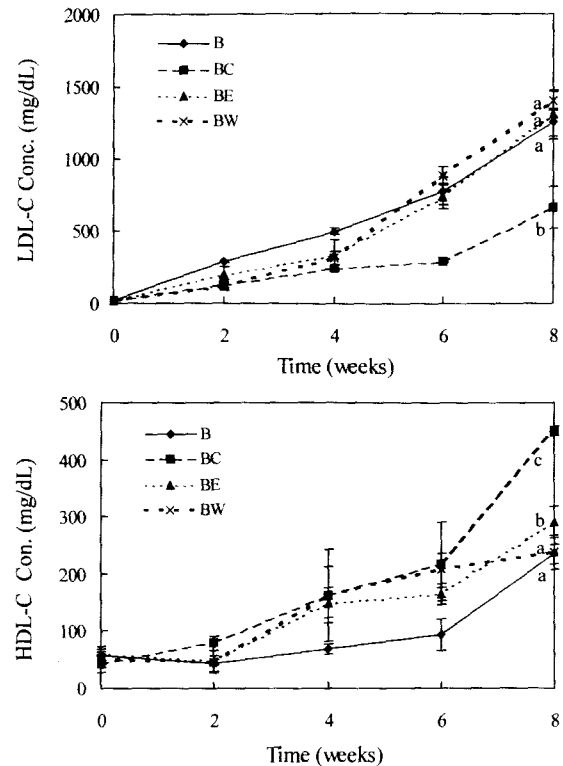 LDL-C Conc. (mg/dL)
2000
1500
1000
500
0
B
BC
BE
BW
a
a
a
b
0 2 4 6 8
Time (weeks)
HDL-C Con. (mg/dL)
500
400
300
200
100
0
B
BC
BE
BW
c
b
a
a
0 2 4 6 8
Time (weeks)